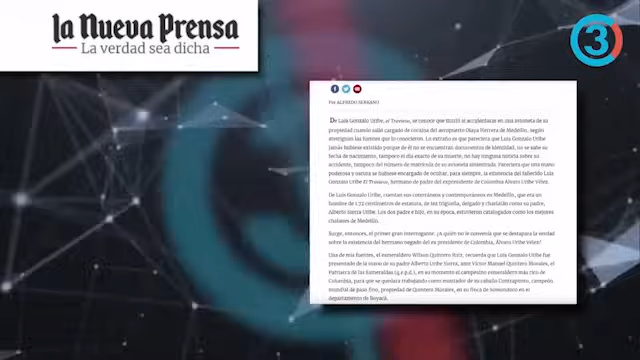 la Nueva Prensa
La verdad sea dicha
3
Por ALFREDO SERRANO
De Luis Gonzalo Uribe, el Travieso, se conoce que murió al accidentarse en una avioneta de su
propiedad cuando salió cargado de cocaína del aeropuerto Olaya Herrera de Medellín, según
atestiguan las fuentes que lo conocieron. Lo extraño es que pareciera que Luis Gonzalo Uribe
jamás hubiese existido porque de él no se encuentran documentos de identidad, no se sabe su
fecha de nacimiento, tampoco el día exacto de su muerte, no hay ninguna noticia sobre su
accidente, tampoco del número de matrícula de su avioneta siniestrada. Pareciera que una mano
poderosa y oscura se hubiese encargado de ocultar, para siempre, la existencia del fallecido Luis
Gonzalo Uribe El Travieso, hermano de padre del expresidente de Colombia Álvaro Uribe Vélez.
De Luis Gonzalo Uribe, cuentan sus coterráneos y contemporáneos en Medellín, que era un
hombre de 1.72 centímetros de estatura, de tez trigueña, delgado y charlatán como su padre,
Alberto Sierra Uribe. Los dos padre e hijo, en su época, estuvieron catalogados como los mejores
chalanes de Medellín.
Surge, entonces, el primer gran interrogante: ¿A quién no le convenía que se destapara la verdad
sobre la existencia del hermano negado del ex presidente de Colombia, Álvaro Uribe Vélez?
Una de mis fuentes, el esmeraldero Wilson Quintero Ruiz, recuerda que Luis Gonzalo Uribe fue
presentado de la mano de su padre Alberto Uribe Sierra, ante Víctor Manuel Quintero Morales, el
Patriarca de las Esmeraldas (q.e.p.d.), en su momento el campesino esmeraldero más rico de
Colombia, para que se quedara trabajando como montador de su caballo Contrapunto, campeón
mundial de paso fino, propiedad de Quintero Morales, en su finca de Somondoco en el
departamento de Boyacá.